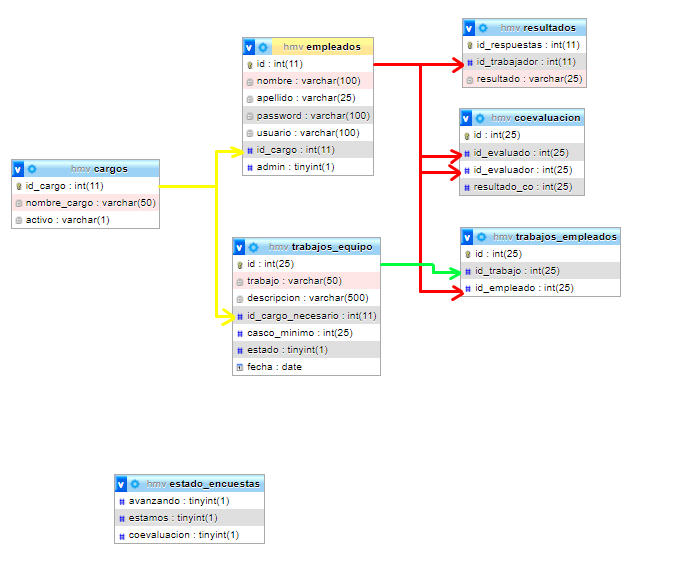 hmv cargos
id_cargo : int(11)
nombre_cargo : varchar(50)
activo : varchar(1)
hmv empleados
id : int(11)
nombre : varchar(100)
apellido : varchar(25)
password : varchar(100)
usuario : varchar(100)
id_cargo : int(11)
admin : tinyint(1)
hmv trabajos_equipo
id : int(25)
trabajo : varchar(50)
descripcion : varchar(500)
id_cargo_necesario : int(11)
casco_minimo : int(25)
estado : tinyint(1)
fecha : date
hmv resultados
id_respuestas : int(11)
id_trabajador : int(11)
resultado : varchar(25)
hmv coevaluacion
id : int(25)
id_evaluado : int(25)
id_evaluador : int(25)
resultado_co : int(25)
hmv trabajos_empleados
id : int(25)
id_trabajo : int(25)
id_empleado : int(25)
hmv estado_encuestas
avanzando : tinyint(1)
estamos : tinyint(1)
coevaluacion : tinyint(1)